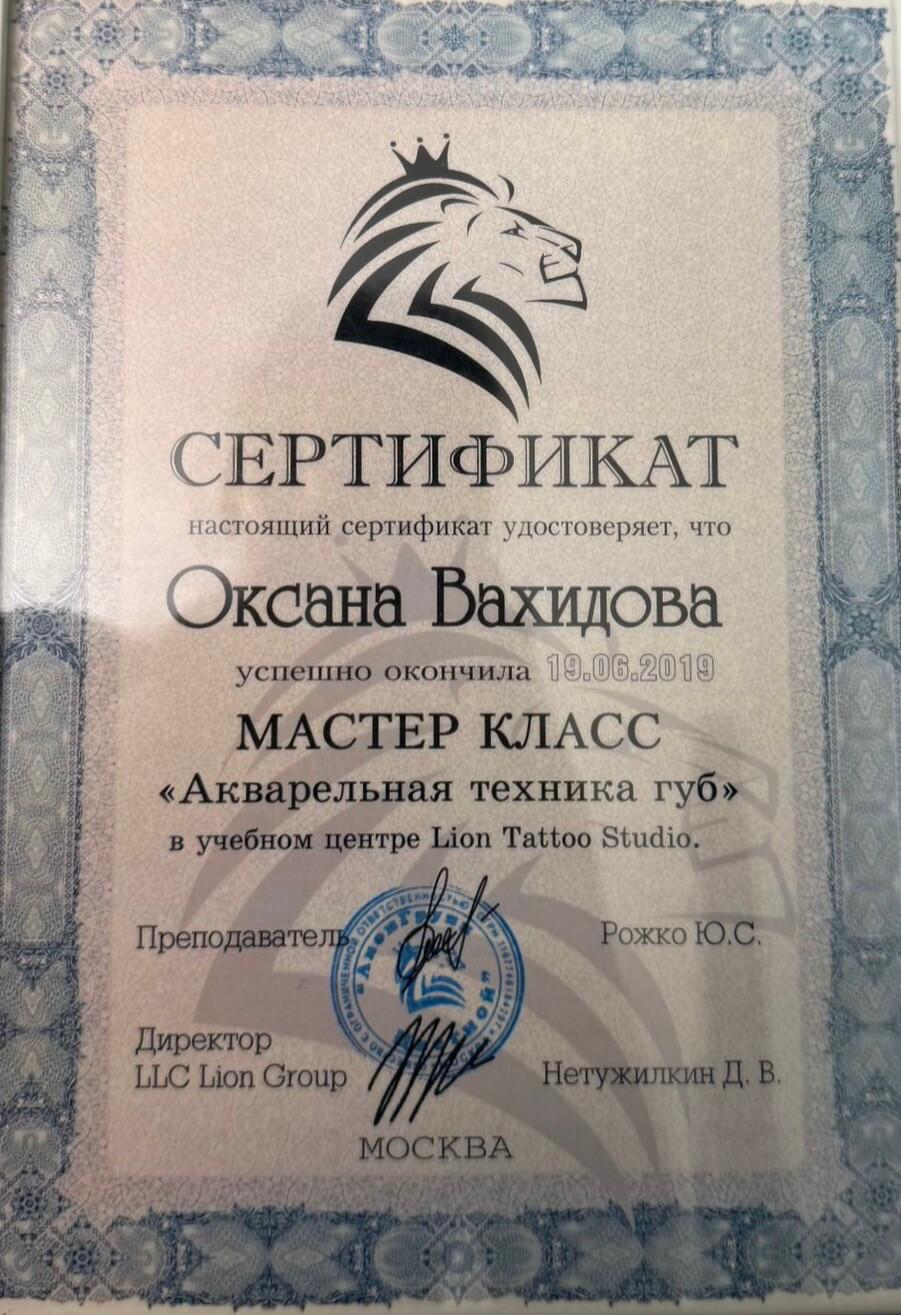 СЕРТИФИКАТ
настоящий сертификат удостоверяет, что
Оксана Вахидова
успешно окончила 19.06.2019
МАСТЕР КЛАСС
«Акварельная техника губ»
в учебном центре Lion Tattoo Studio.
Преподаватель Рожко Ю.С.
Директор
LLC Lion Group Нетужилкин Д. В.
МОСКВА